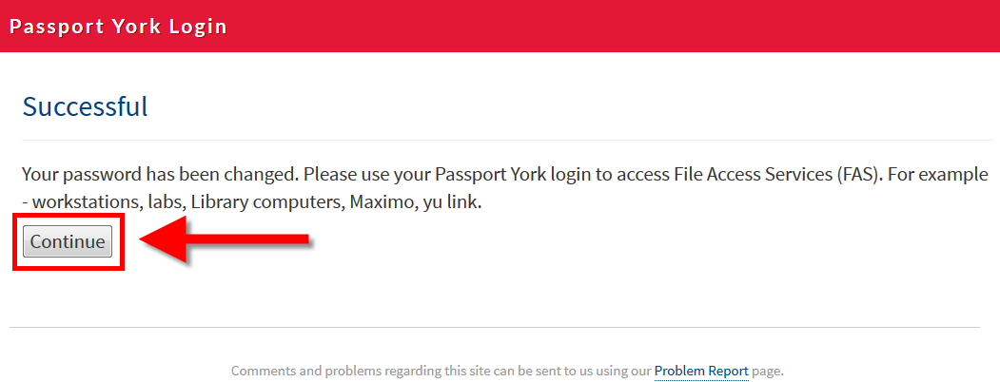 Passport York Login
Successful
Your password has been changed. Please use your Passport York login to access File Access Services (FAS). For example
- workstations, labs, Library computers, Maximo, yu link.
Continue
Comments and problems regarding this site can be sent to us using our Problem Report page.